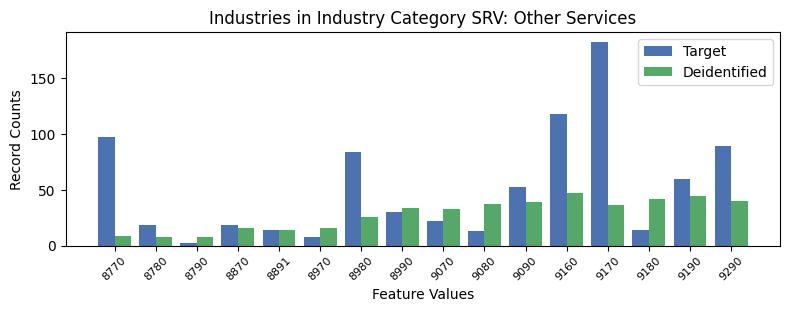 Industries in Industry Category SRV: Other Services
Target
Deidentified
Record Counts
150
100
50
0
8770 8780 8790 8870 8891 8970 8980 8990 9070 9080 9090 9160 9170 9180 9190 9290
Feature Values